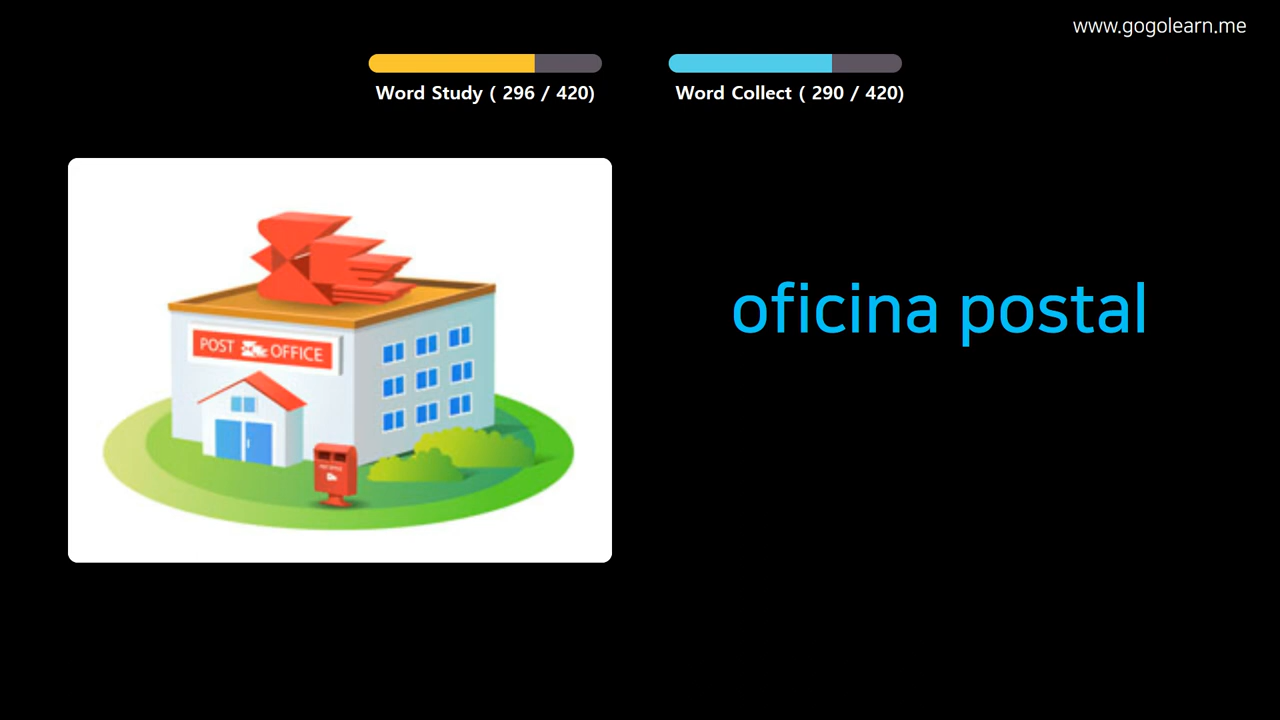 www.gogolearn.me
Word Study ( 296 / 420)
Word Collect ( 290 / 420)
POST OFFICE
oficina postal